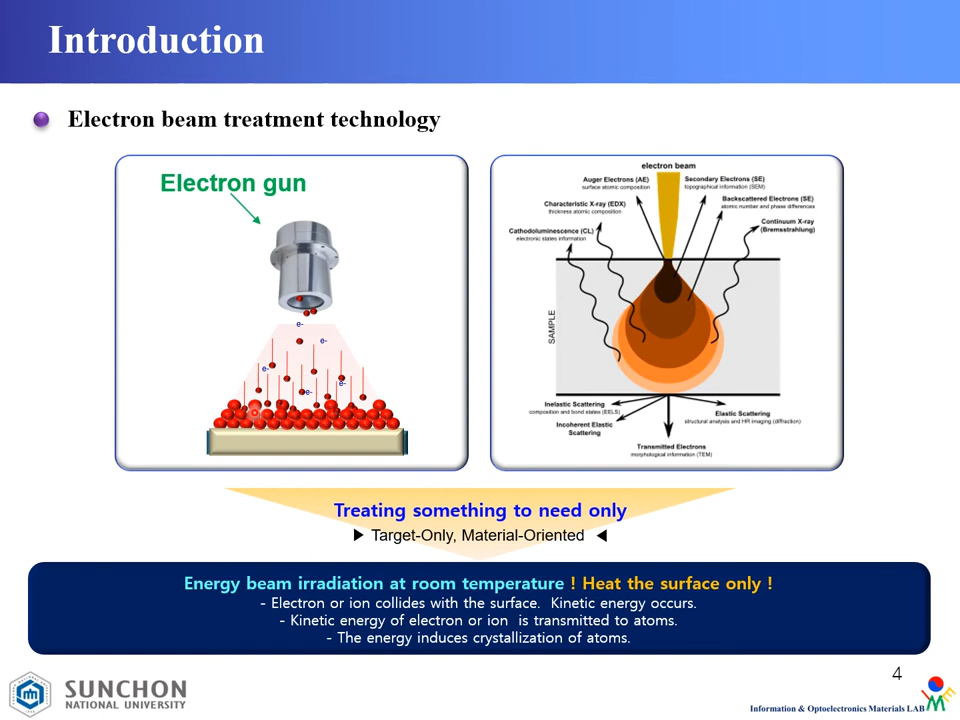 Introduction
Electron beam treatment technology
Electron gun
e-
e-
e-
e-
e-
electron beam
Auger Electrons (AE)
surface atomic composition
Secondary Electrons (SE)
topographical information (SEM)
Characteristic X-ray (EDX)
thickness atomic composition
Backscattered Electrons (SE)
atomic number and phase differences
Cathodoluminescence (CL)
electronic states information
Continuum X-ray
(Bremsstrahlung)
SAMPLE
Inelastic Scattering
composition and bond states (EELS)
Incoherent Elastic
Scattering
Elastic Scattering
structural analysis and HR imaging (diffraction)
Transmitted Electrons
morphological information (TEM)
Treating something to need only
▶ Target-Only, Material-Oriented ◀
Energy beam irradiation at room temperature ! Heat the surface only !
- Electron or ion collides with the surface. Kinetic energy occurs.
- Kinetic energy of electron or ion is transmitted to atoms.
- The energy induces crystallization of atoms.
4
SUNCHON
NATIONAL UNIVERSITY
Information & Optoelectronics Materials LAB